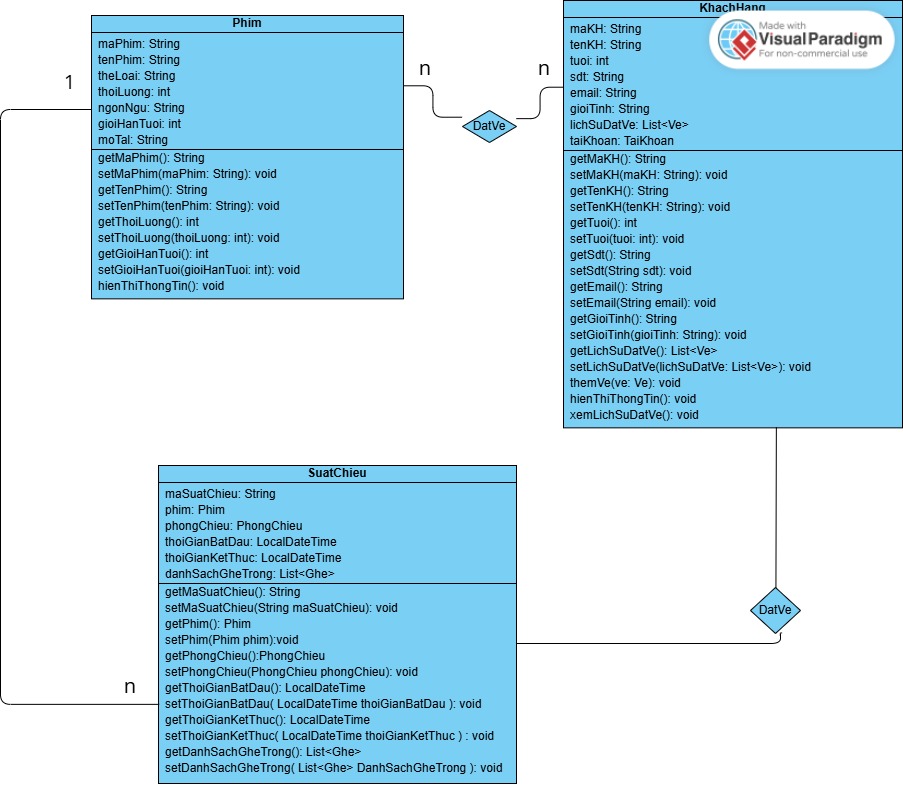 Phim
maPhim: String
tenPhim: String
theLoai: String
thoiLuong: int
ngonNgu: String
gioiHanTuoi: int
moTal: String
getMaPhim(): String
setMaPhim(maPhim: String): void
getTenPhim(): String
setTenPhim(tenPhim: String): void
getThoiLuong(): int
setThoiLuong(thoiLuong: int): void
getGioiHanTuoi(): int
setGioiHanTuoi(gioiHanTuoi: int): void
hienThiThongTin(): void
1
n
DatVe
n
KhachHang
maKH: String
tenKH: String
tuoi: int
sdt: String
email: String
gioiTinh: String
lichSuDatVe: List<Ve>
taiKhoan: TaiKhoan
getMaKH(): String
setMaKH(maKH: String): void
getTenKH(): String
setTenKH(tenKH: String): void
getTuoi(): int
setTuoi(tuoi: int): void
getSdt(): String
setSdt(String sdt): void
getEmail(): String
setEmail(String email): void
getGioiTinh(): String
setGioiTinh(gioiTinh: String): void
getLichSuDatVe(): List<Ve>
setLichSuDatVe(lichSuDatVe: List<Ve>): void
themVe(ve: Ve): void
hienThiThongTin(): void
xemLichSuDatVe(): void
Made with
Visual Paradigm
For non-commercial use
SuatChieu
maSuatChieu: String
phim: Phim
phongChieu: PhongChieu
thoiGianBatDau: LocalDateTime
thoiGianKetThuc: LocalDateTime
danhSachGheTrong: List<Ghe>
getMaSuatChieu(): String
setMaSuatChieu(String maSuatChieu): void
getPhim(): Phim
setPhim(Phim phim):void
getPhongChieu():PhongChieu
setPhongChieu(PhongChieu phongChieu): void
getThoiGianBatDau(): LocalDateTime
setThoiGianBatDau( LocalDateTime thoiGianBatDau ): void
getThoiGianKetThuc(): LocalDateTime
setThoiGianKetThuc( LocalDateTime thoiGianKetThuc ) : void
getDanhSachGheTrong(): List<Ghe>
setDanhSachGheTrong( List<Ghe> DanhSachGheTrong ): void
n
DatVe